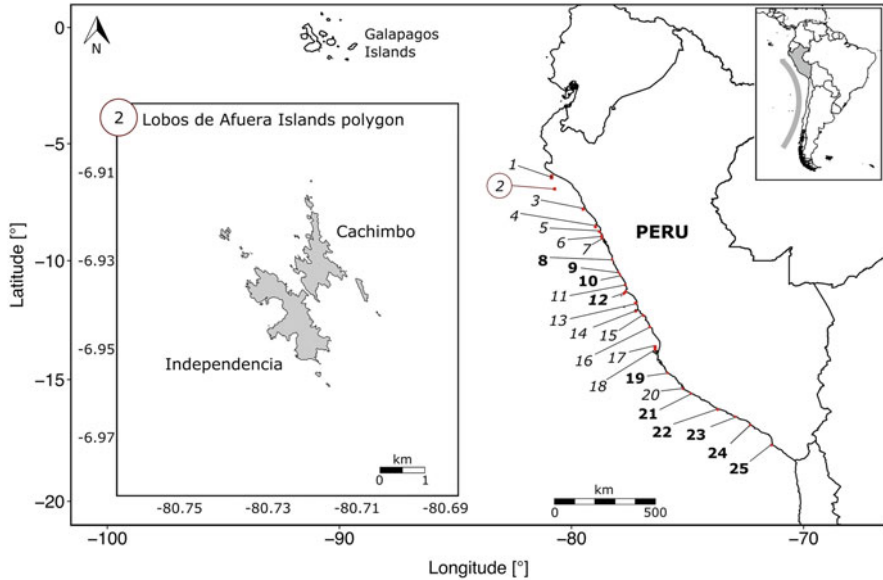 0
−5
−10
−15
−20
Latitude [°]
N
Galapagos
Islands
2
Lobos de Afuera Islands polygon
-6.91
-6.93
-6.95
-6.97
Cachimbo
Independencia
km
0 1
-80.75 -80.73 -80.71 -80.69
1
2
3
4
5
6
7
8
9
10
11
12
13
14
15
16
17
18
19
20
21
22
23
24
25
PERU
km
0 500
−100 −90 −80 −70
Longitude [°]